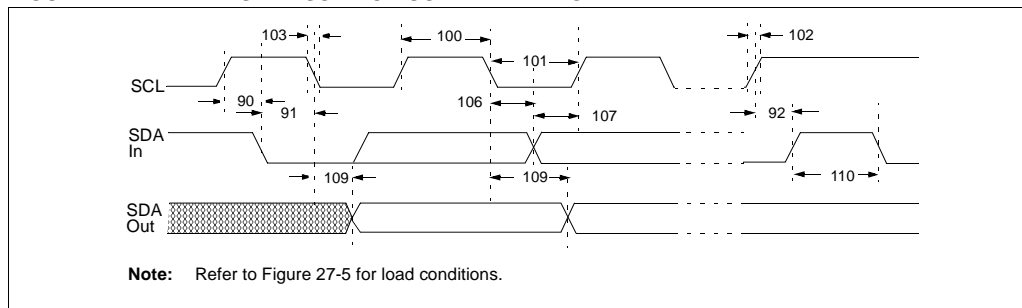 103
100
101
102
SCL
90
91
106
107
92
SDA
In
109
109
110
SDA
Out
Note: Refer to Figure 27-5 for load conditions.